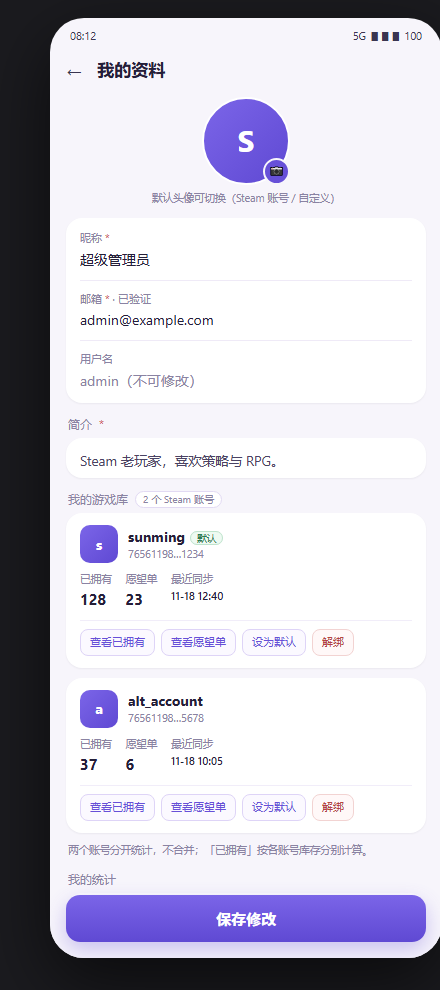 08:12 5G 100
← 我的资料
S
默认头像可切换（Steam 账号 / 自定义）
昵称 *
超级管理员
邮箱 * · 已验证
admin@example.com
用户名
admin（不可修改）
简介 *
Steam 老玩家，喜欢策略与 RPG。
我的游戏库 2 个 Steam 账号
s sunming 默认
76561198...1234
已拥有 愿望单 最近同步
128 23 11-18 12:40
查看已拥有 查看愿望单 设为默认 解绑
a alt_account
76561198...5678
已拥有 愿望单 最近同步
37 6 11-18 10:05
查看已拥有 查看愿望单 设为默认 解绑
两个账号分开统计，不合并；「已拥有」按各账号库存分别计算。
我的统计
保存修改